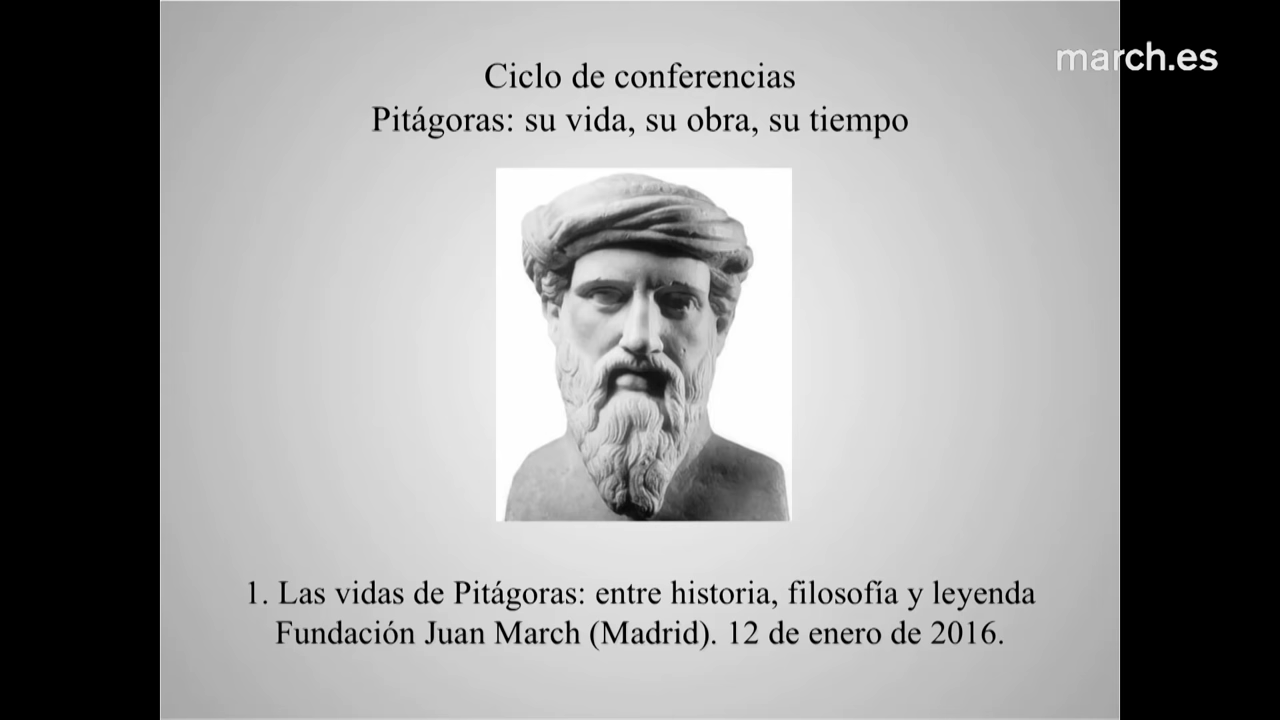 march.es
Ciclo de conferencias
Pitágoras: su vida, su obra, su tiempo
1. Las vidas de Pitágoras: entre historia, filosofía y leyenda
Fundación Juan March (Madrid). 12 de enero de 2016.